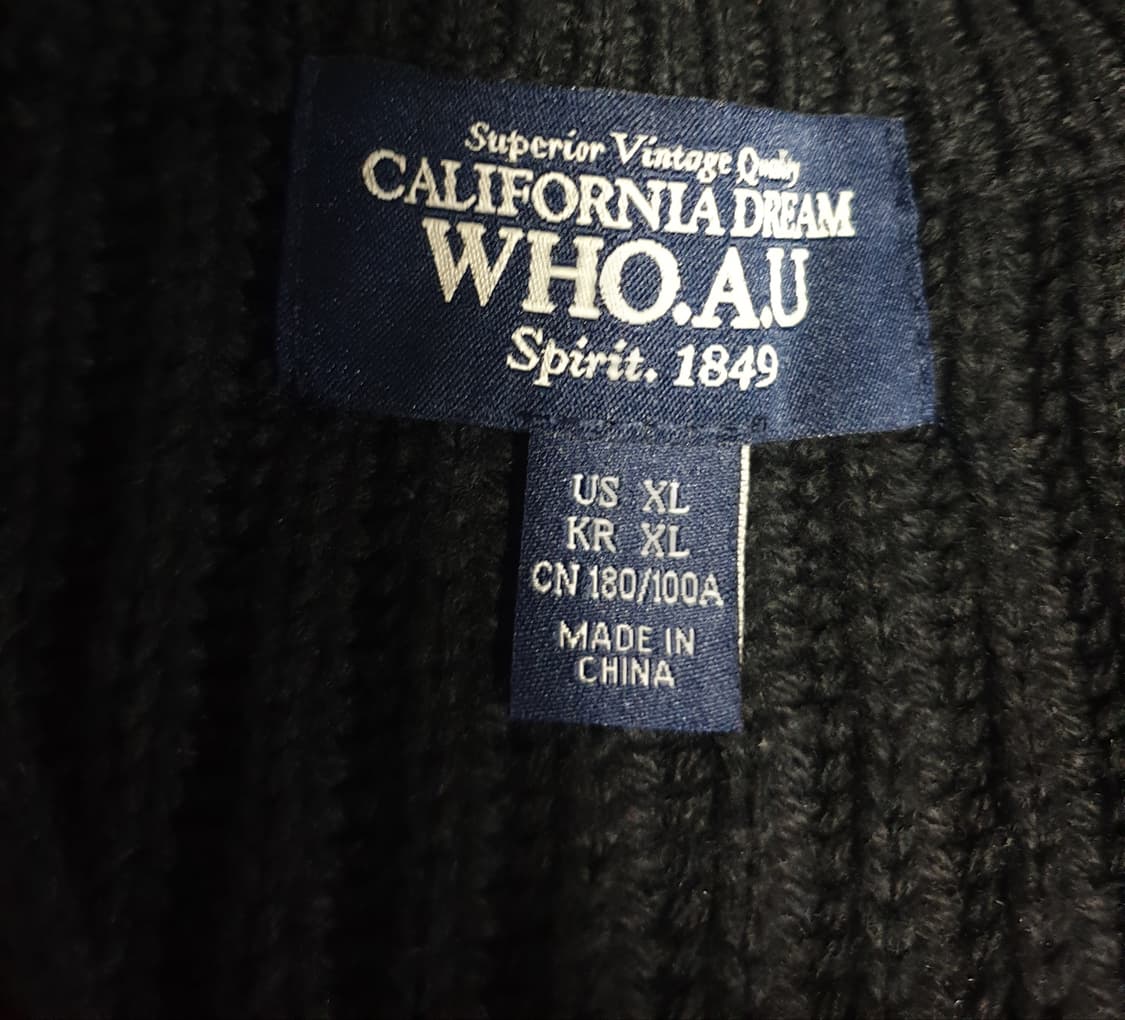 Superior Vintage Quality
CALIFORNIA DREAM
WHO.A.U
Spirit. 1849
US XL
KR XL
CN 180/100A
MADE IN
CHINA